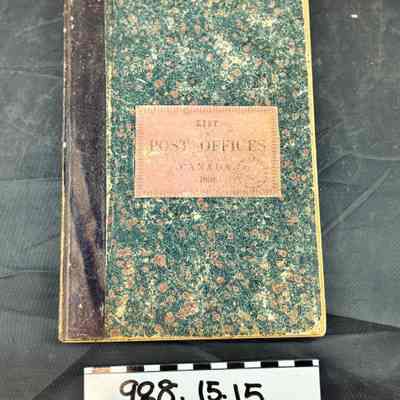 LIST
POST OFFICES
CANADA
988.15.15